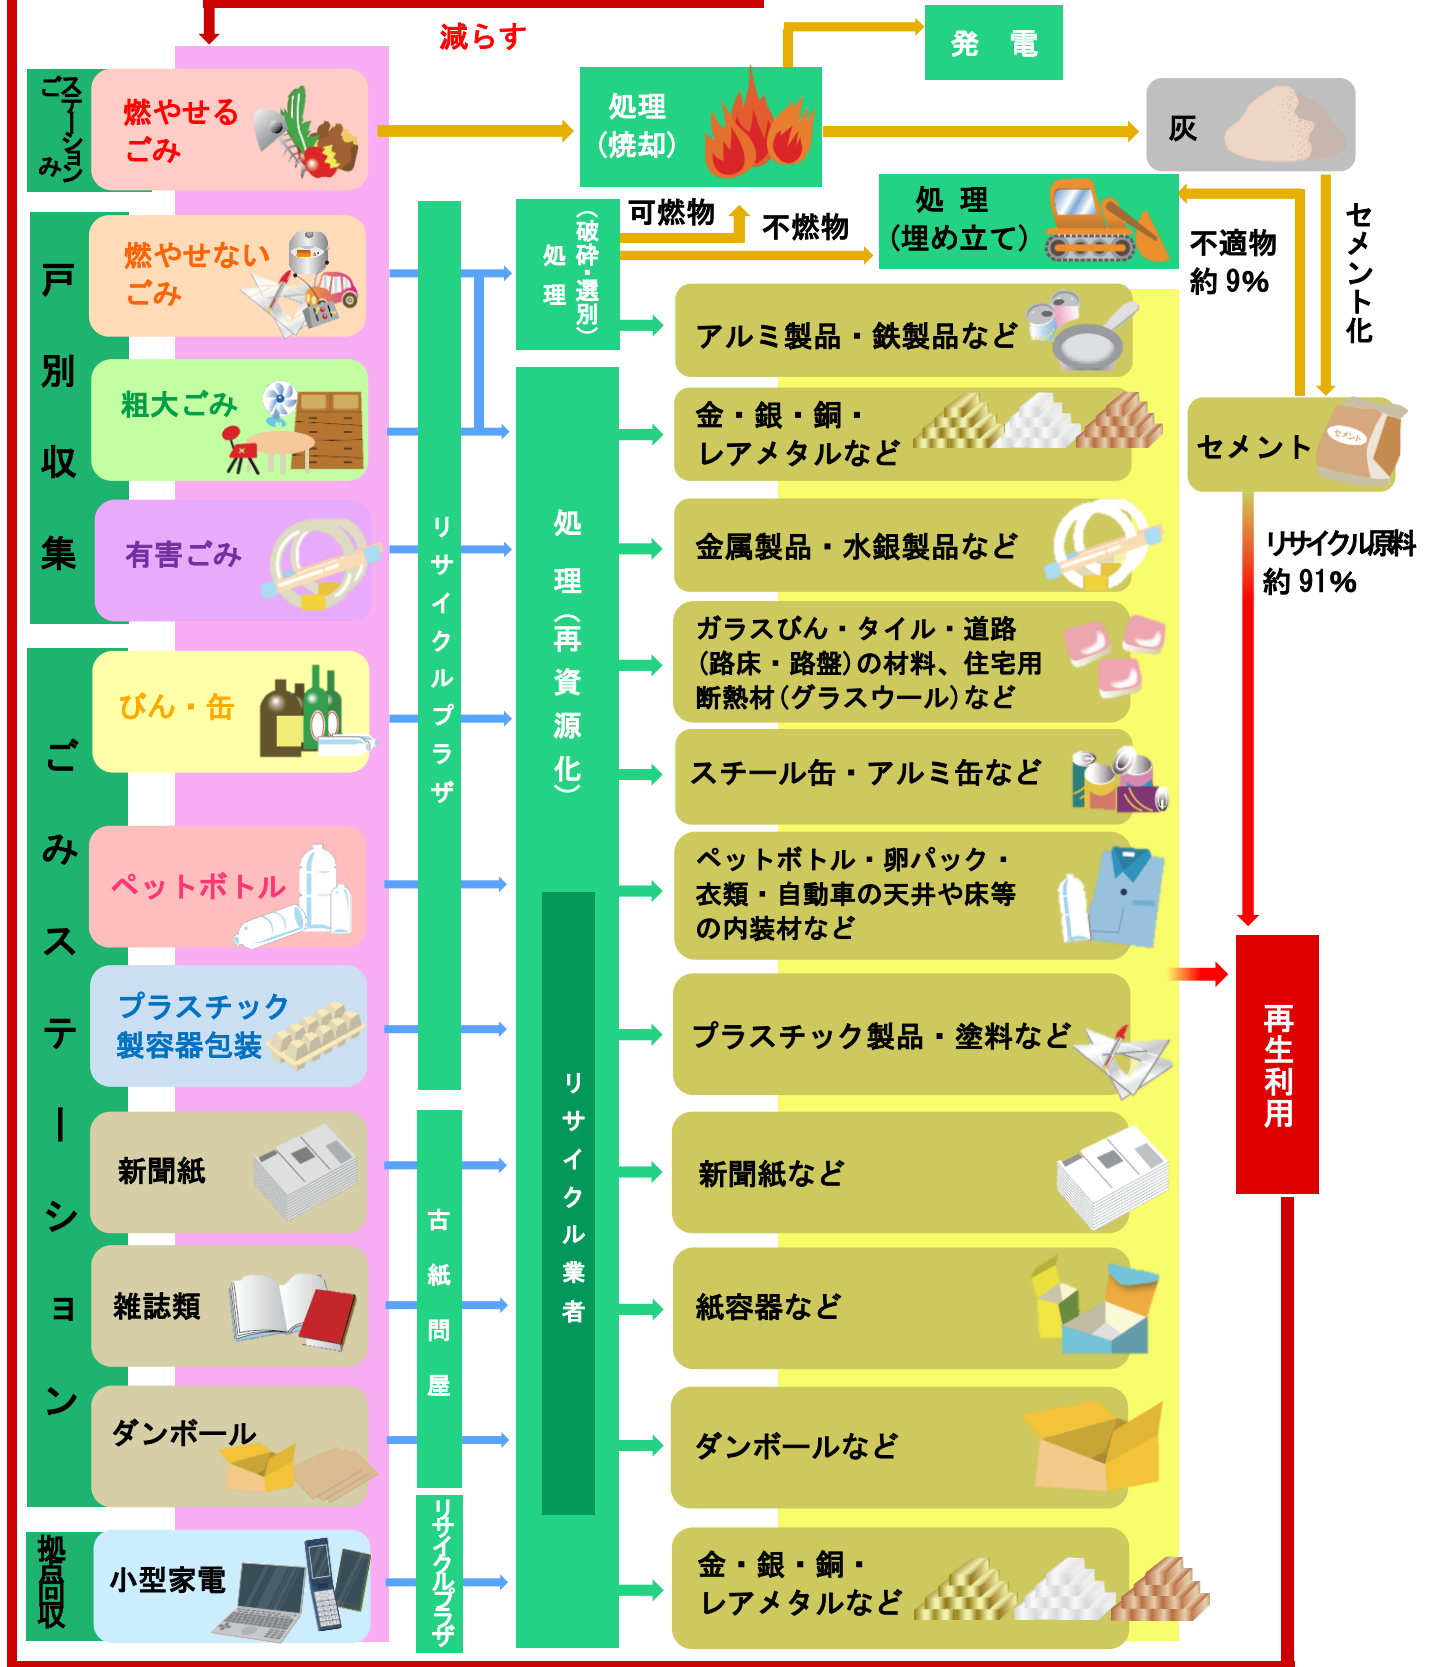 減らす
発　電
ごみ
ステーション
燃やせる
ごみ
処理
(焼却)
灰
戸別収集
燃やせない
ごみ
粗大ごみ
有害ごみ
処理
(破砕・選別)
可燃物
不燃物
処 理
(埋め立て)
不適物
約 9%
セメント化
セメント
セメント
リサイクル原料
約 91%
アルミ製品・鉄製品など
金・銀・銅・
レアメタルなど
金属製品・水銀製品など
ガラスびん・タイル・道路
(路床・路盤)の材料、住宅用
断熱材(グラスウール)など
スチール缶・アルミ缶など
ペットボトル・卵パック・
衣類・自動車の天井や床等
の内装材など
プラスチック製品・塗料など
新聞紙など
紙容器など
ダンボールなど
金・銀・銅・
レアメタルなど
リサイクルプラザ
処理(再資源化)
リサイクル業者
古紙問屋
リサイクルプラザ
ごみステーション
びん・缶
ペットボトル
プラスチック
製容器包装
新聞紙
雑誌類
ダンボール
拠点回収
小型家電
再生利用